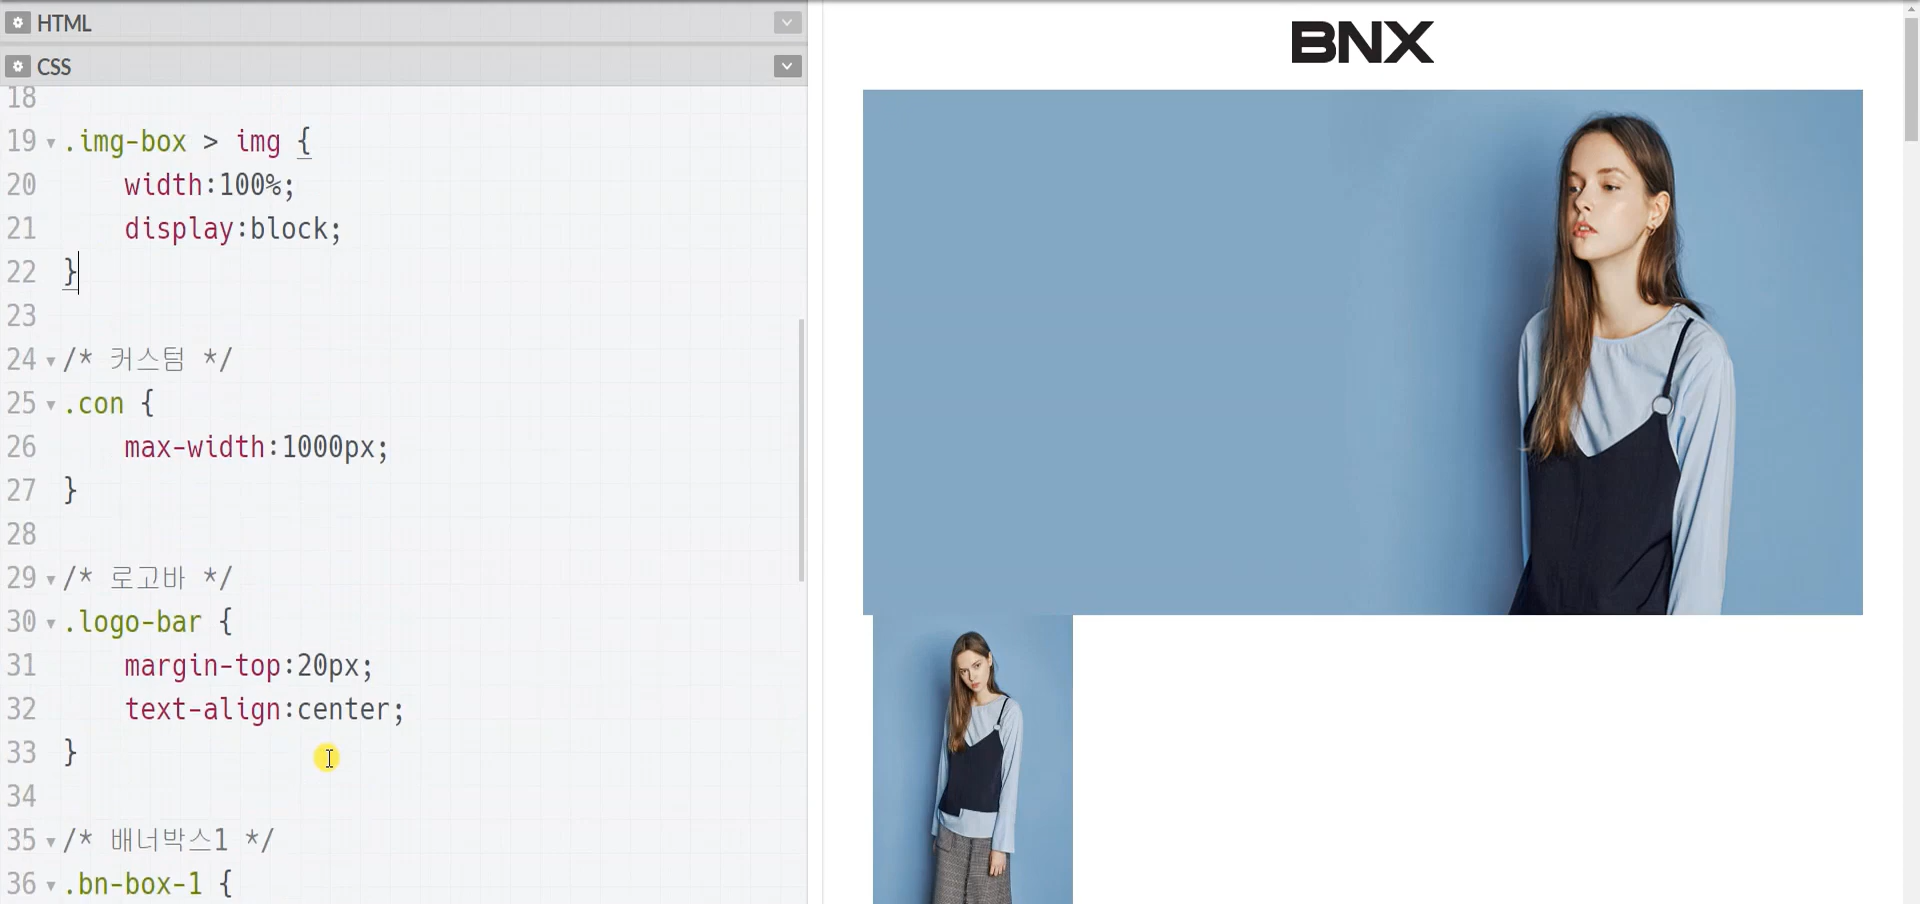 HTML
CSS
18
19 .img-box > img {
20 width:100%;
21 display:block;
22 }
23
24 /* 커스텀 */
25 .con {
26 max-width:1000px;
27 }
28
29 /* 로고바 */
30 .logo-bar {
31 margin-top:20px;
32 text-align:center;
33 }
34
35 /* 배너박스1 */
36 .bn-box-1 {
BNX